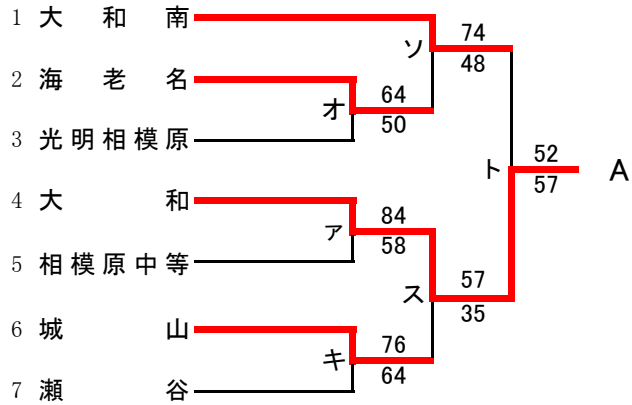 1 大和南
ソ 74
48
2 海老名
オ 64
50
3 光明相模原
ト 52
57
A
4 大和
ァ 84
58
5 相模原中等
ス 57
35
6 城山
キ 76
64
7 瀬谷